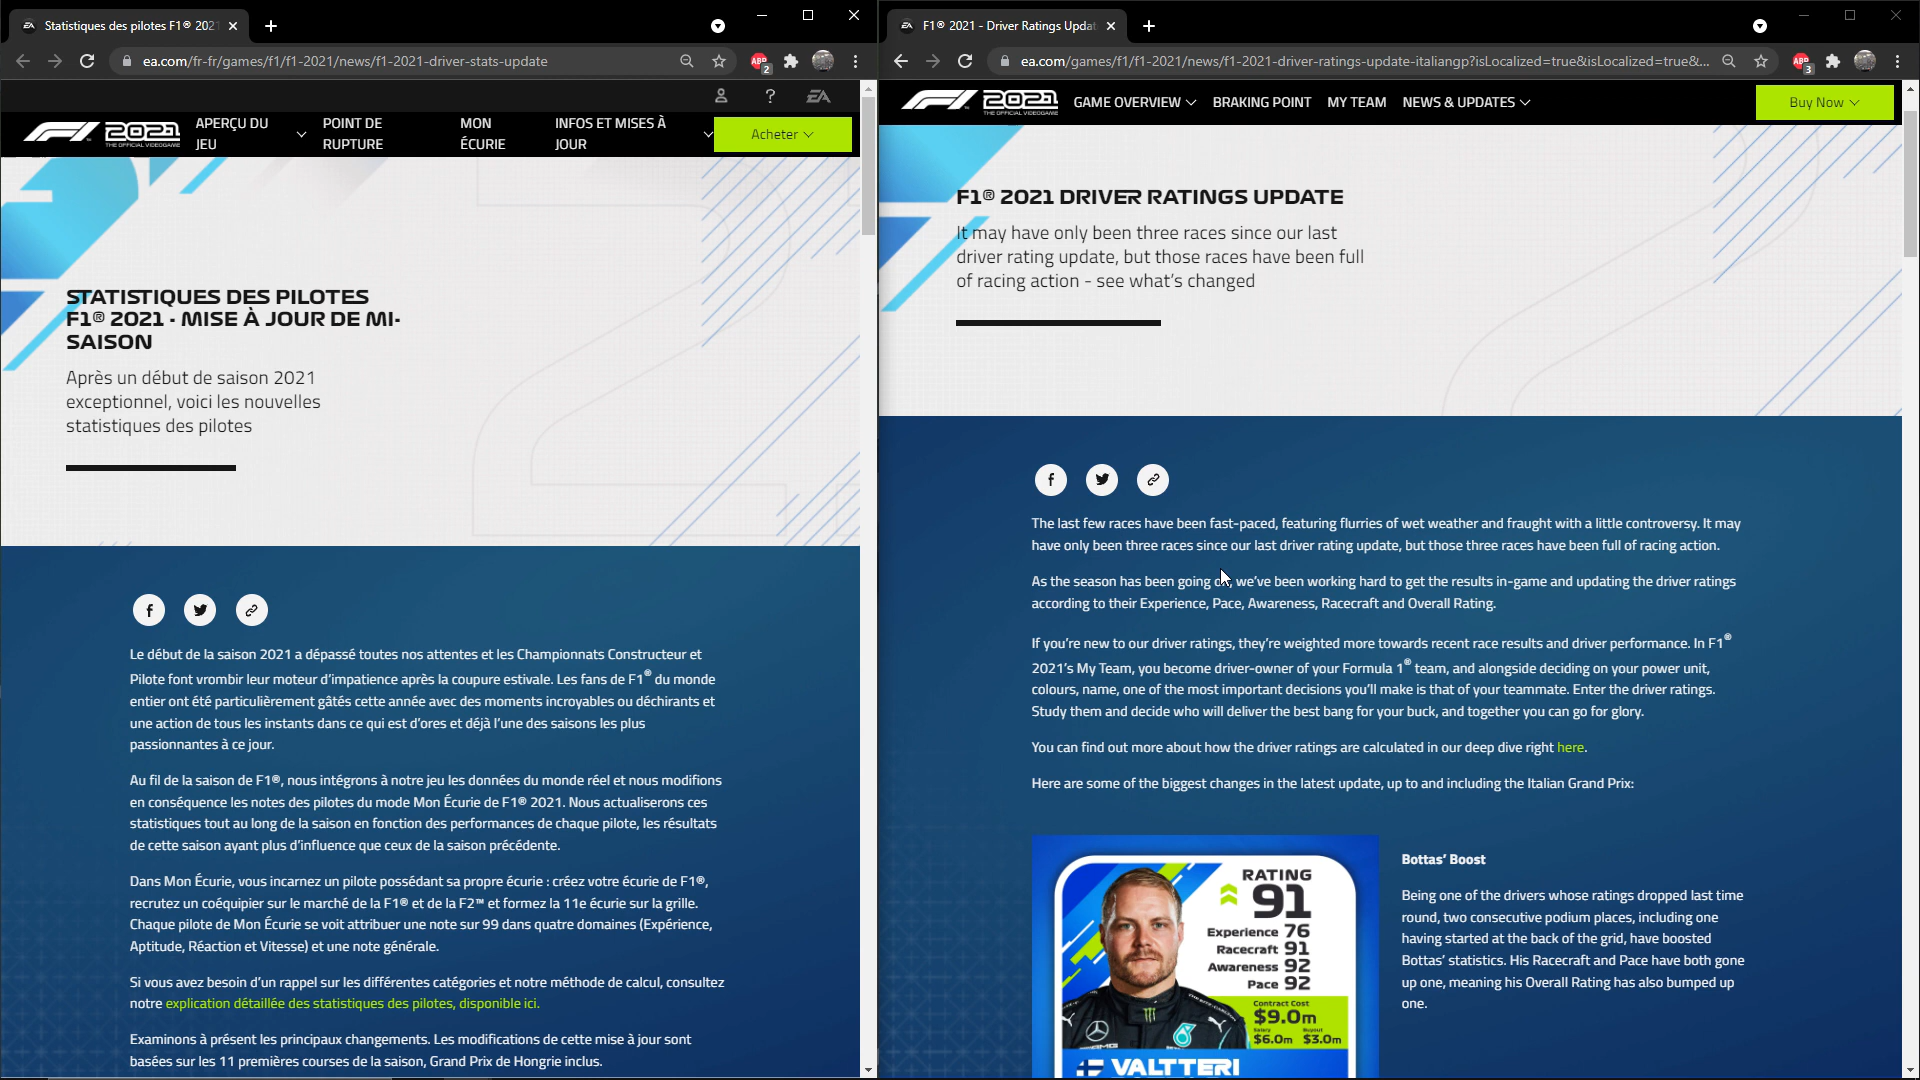 Statistiques des pilotes F1® 2021
ea.com/fr-fr/games/f1/f1-2021/news/f1-2021-driver-stats-update
ABP
2
?
EA
F1 2021
THE OFFICIAL VIDEOGAME
APERÇU DU
JEU
POINT DE
RUPTURE
MON
ÉCURIE
INFOS ET MISES À
JOUR
Acheter
STATISTIQUES DES PILOTES
F1® 2021 - MISE À JOUR DE MI-
SAISON
Après un début de saison 2021
exceptionnel, voici les nouvelles
statistiques des pilotes
Le début de la saison 2021 a dépassé toutes nos attentes et les Championnats Constructeur et
Pilote font vrombir leur moteur d’impatience après la coupure estivale. Les fans de F1® du monde
entier ont été particulièrement gâtés cette année avec des moments incroyables ou déchirants et
une action de tous les instants dans ce qui est d’ores et déjà l’une des saisons les plus
passionnantes à ce jour.
Au fil de la saison de F1®, nous intégrons à notre jeu les données du monde réel et nous modifions
en conséquence les notes des pilotes du mode Mon Écurie de F1® 2021. Nous actualiserons ces
statistiques tout au long de la saison en fonction des performances de chaque pilote, les résultats
de cette saison ayant plus d’influence que ceux de la saison précédente.
Dans Mon Écurie, vous incarnez un pilote possédant sa propre écurie : créez votre écurie de F1®,
recrutez un coéquipier sur le marché de la F1® et de la F2™ et formez la 11e écurie sur la grille.
Chaque pilote de Mon Écurie se voit attribuer une note sur 99 dans quatre domaines (Expérience,
Aptitude, Réaction et Vitesse) et une note générale.
Si vous avez besoin d’un rappel sur les différentes catégories et notre méthode de calcul, consultez
notre explication détaillée des statistiques des pilotes, disponible ici.
Examinons à présent les principaux changements. Les modifications de cette mise à jour sont
basées sur les 11 premières courses de la saison, Grand Prix de Hongrie inclus.
F1® 2021 - Driver Ratings Updat
ea.com/games/f1/f1-2021/news/f1-2021-driver-ratings-update-italiangp?isLocalized=true&isLocalized=true&...
ABP
3
F1 2021
THE OFFICIAL VIDEOGAME
GAME OVERVIEW
BRAKING POINT
MY TEAM
NEWS & UPDATES
Buy Now
F1® 2021 DRIVER RATINGS UPDATE
It may have only been three races since our last
driver rating update, but those races have been full
of racing action - see what’s changed
The last few races have been fast-paced, featuring flurries of wet weather and fraught with a little controversy. It may
have only been three races since our last driver rating update, but those three races have been full of racing action.
As the season has been going we’ve been working hard to get the results in-game and updating the driver ratings
according to their Experience, Pace, Awareness, Racecraft and Overall Rating.
If you’re new to our driver ratings, they’re weighted more towards recent race results and driver performance. In F1®
2021’s My Team, you become driver-owner of your Formula 1® team, and alongside deciding on your power unit,
colours, name, one of the most important decisions you’ll make is that of your teammate. Enter the driver ratings.
Study them and decide who will deliver the best bang for your buck, and together you can go for glory.
You can find out more about how the driver ratings are calculated in our deep dive right here.
Here are some of the biggest changes in the latest update, up to and including the Italian Grand Prix:
RATING
91
Experience 76
Racecraft 91
Awareness 92
Pace 92
Contract Cost
$9.0m
Salary Buyout
$6.0m $3.0m
VALTTERI
Bottas’ Boost
Being one of the drivers whose ratings dropped last time
round, two consecutive podium places, including one
having started at the back of the grid, have boosted
Bottas’ statistics. His Racecraft and Pace have both gone
up one, meaning his Overall Rating has also bumped up
one.